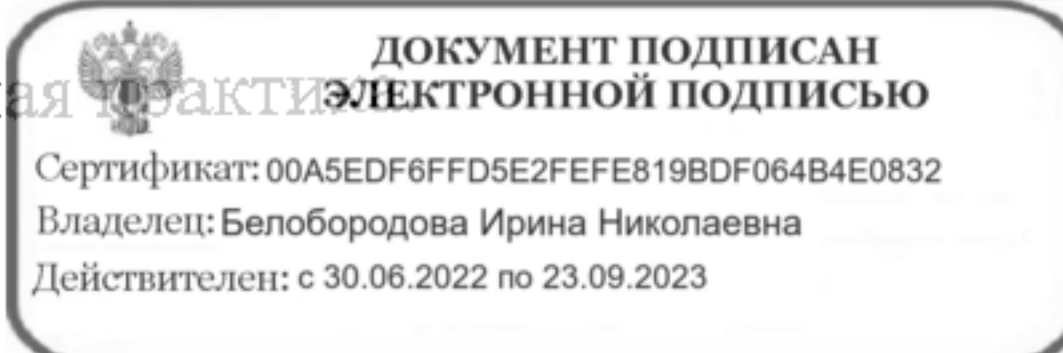 ДОКУМЕНТ ПОДПИСАН
ЭЛЕКТРОННОЙ ПОДПИСЬЮ
Сертификат: 00A5EDF6FFD5E2FEFE819BDF064B4E0832
Владелец: Белобородова Ирина Николаевна
Действителен: с 30.06.2022 по 23.09.2023